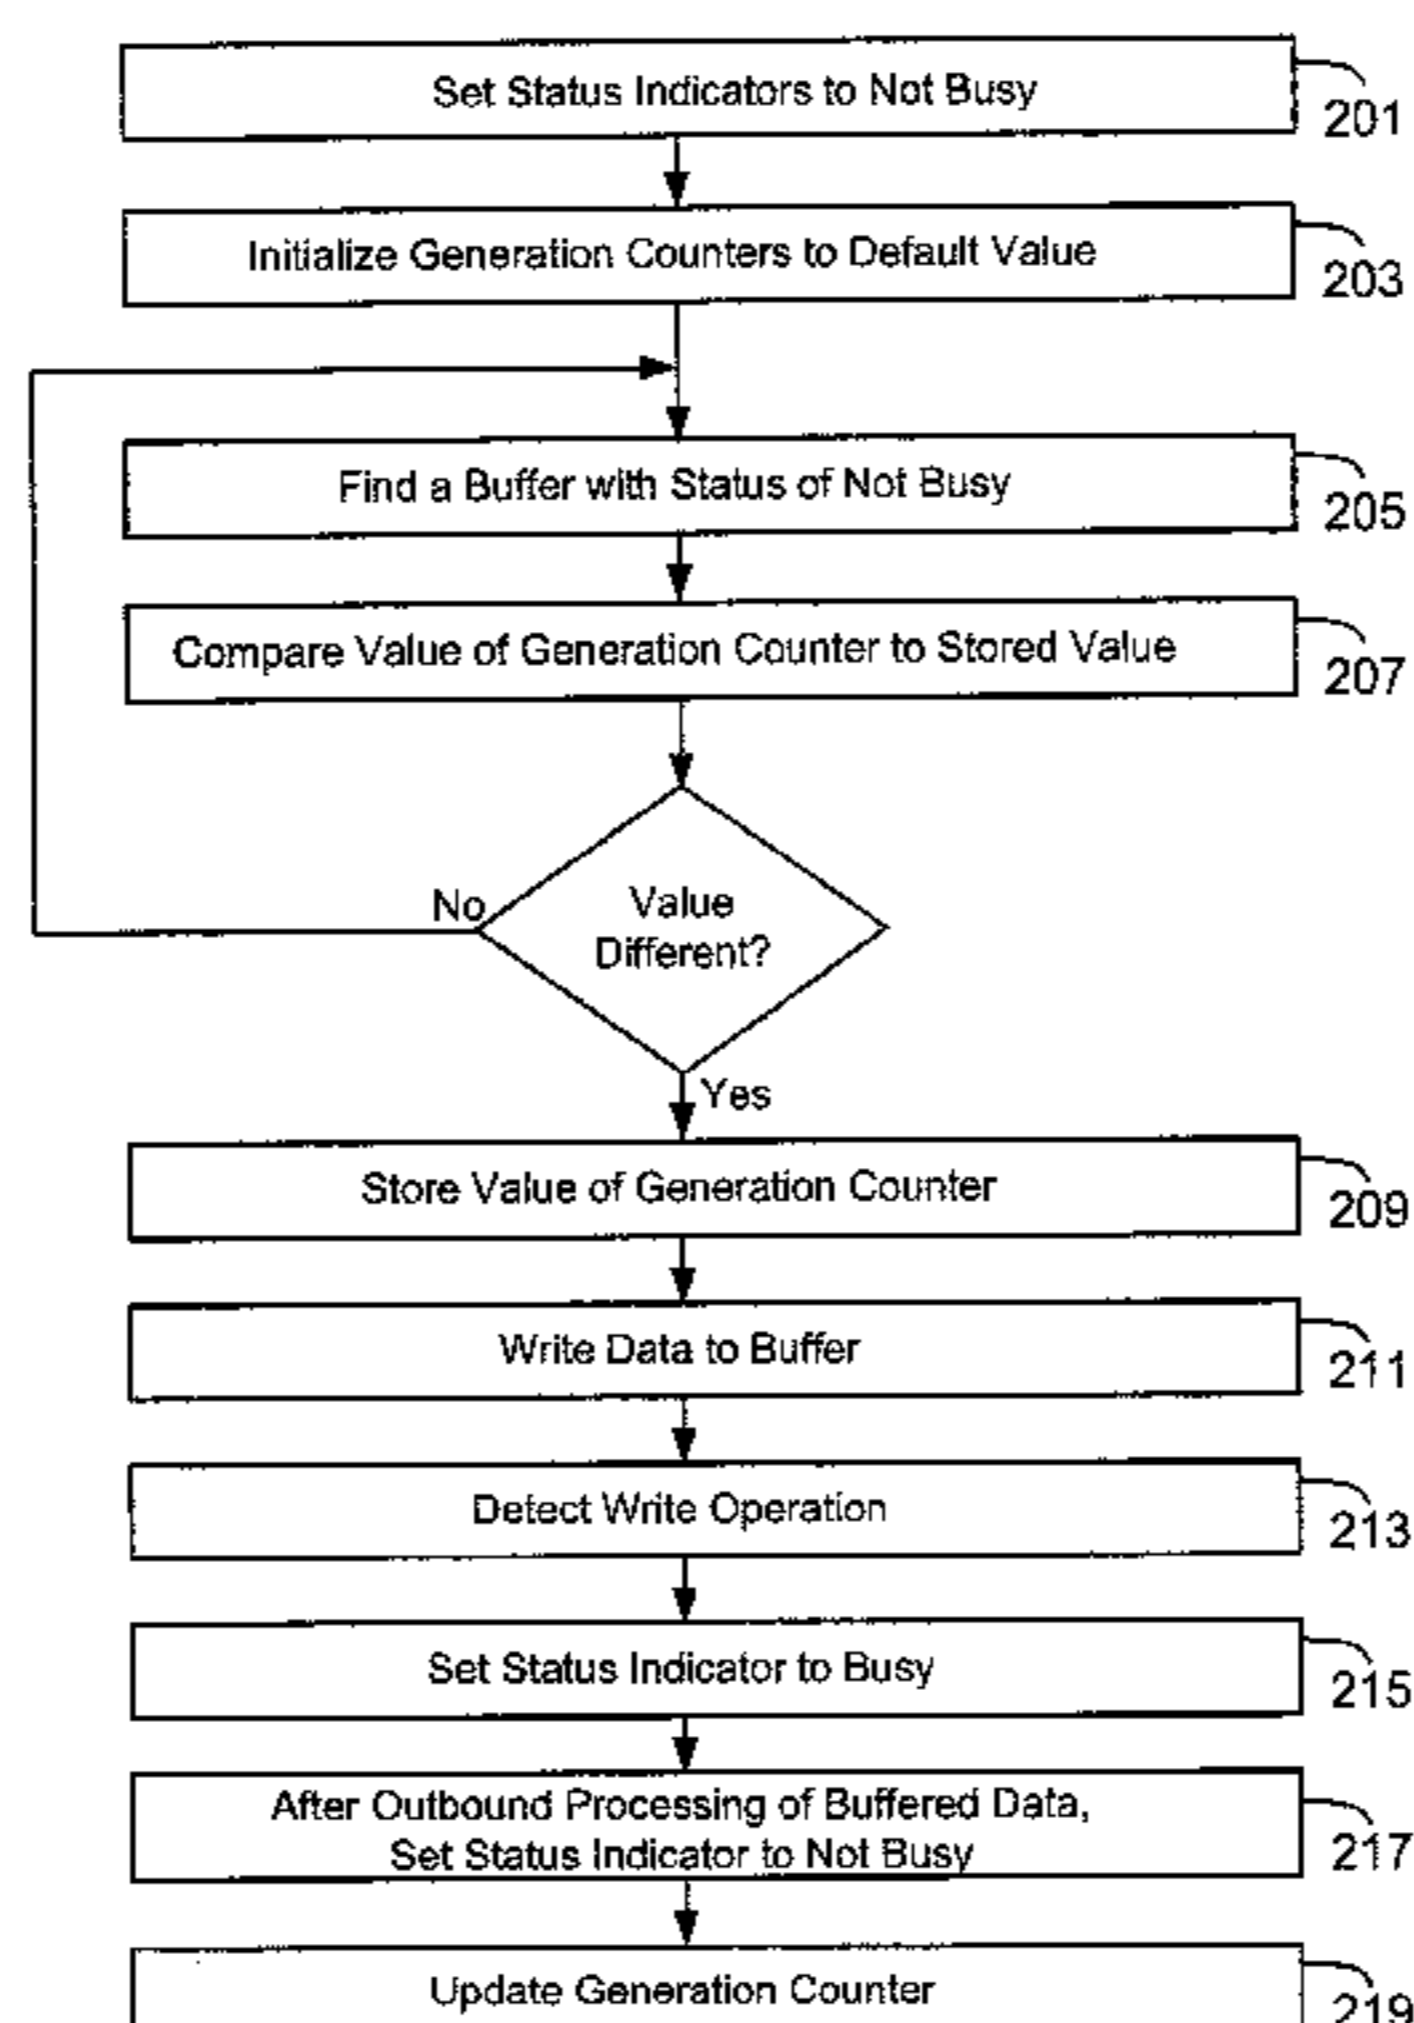 Set Status Indicators to Not Busy
201
Initialize Generation Counters to Default Value
203
Find a Buffer with Status of Not Busy
205
Compare Value of Generation Counter to Stored Value
207
No
Value
Different?
Yes
Store Value of Generation Counter
209
Write Data to Buffer
211
Detect Write Operation
213
Set Status Indicator to Busy
215
After Outbound Processing of Buffered Data,
Set Status Indicator to Not Busy
217
Update Generation Counter
219